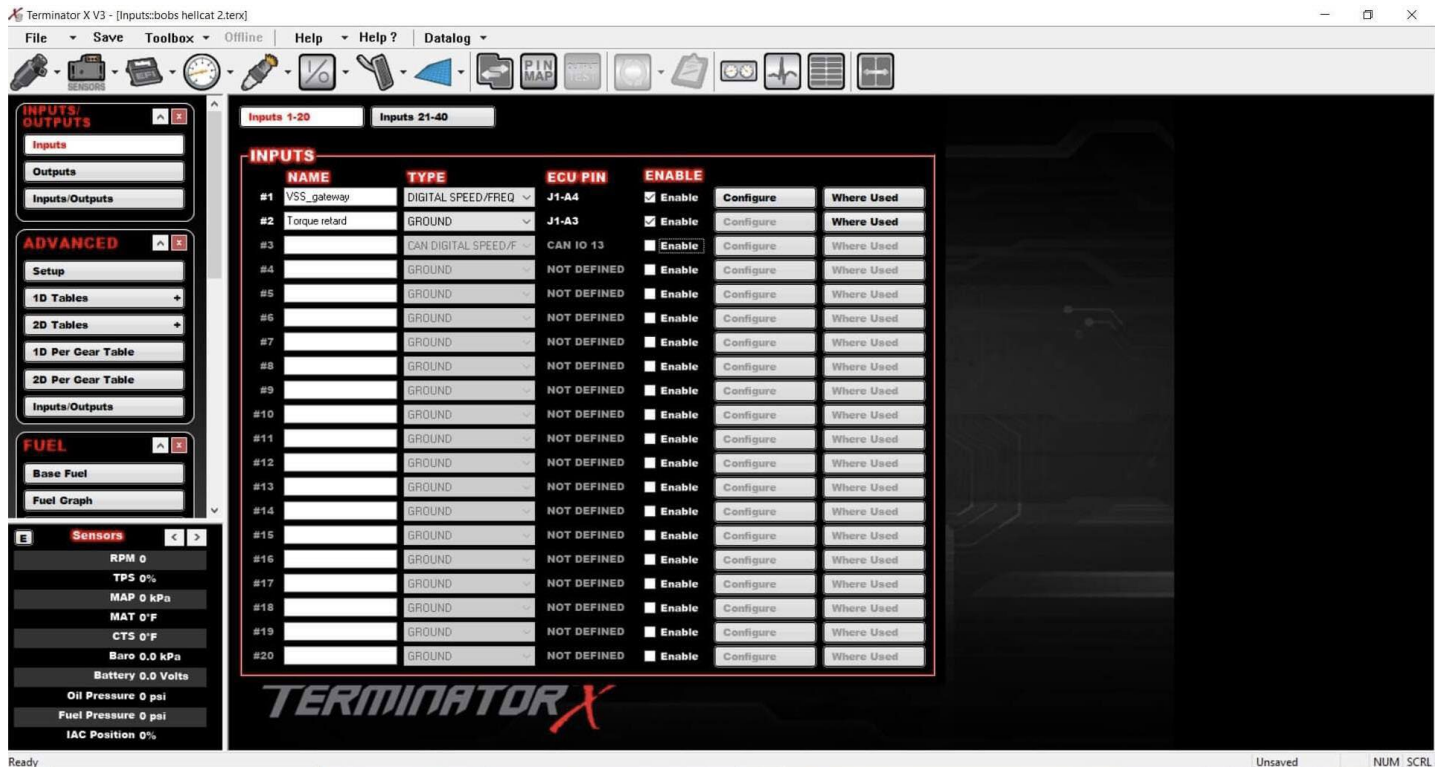 Terminator X V3 - [Inputs::bobs hellcat 2.terx]
File Save Toolbox Offline Help Help ? Datalog
SENSORS EFI I/O PIN MAP OUTPUT TEST
INPUTS/
OUTPUTS
Inputs
Outputs
Inputs/Outputs
ADVANCED
Setup
1D Tables +
2D Tables +
1D Per Gear Table
2D Per Gear Table
Inputs/Outputs
FUEL
Base Fuel
Fuel Graph
E Sensors < >
RPM 0
TPS 0%
MAP 0 kPa
MAT 0°F
CTS 0°F
Baro 0.0 kPa
Battery 0.0 Volts
Oil Pressure 0 psi
Fuel Pressure 0 psi
IAC Position 0%
Inputs 1-20 Inputs 21-40
INPUTS
NAME TYPE ECU PIN ENABLE
#1 VSS_gateway DIGITAL SPEED/FREQ J1-A4 Enable Configure Where Used
#2 Torque retard GROUND J1-A3 Enable Configure Where Used
#3 CAN DIGITAL SPEED/F CAN IO 13 Enable Configure Where Used
#4 GROUND NOT DEFINED Enable Configure Where Used
#5 GROUND NOT DEFINED Enable Configure Where Used
#6 GROUND NOT DEFINED Enable Configure Where Used
#7 GROUND NOT DEFINED Enable Configure Where Used
#8 GROUND NOT DEFINED Enable Configure Where Used
#9 GROUND NOT DEFINED Enable Configure Where Used
#10 GROUND NOT DEFINED Enable Configure Where Used
#11 GROUND NOT DEFINED Enable Configure Where Used
#12 GROUND NOT DEFINED Enable Configure Where Used
#13 GROUND NOT DEFINED Enable Configure Where Used
#14 GROUND NOT DEFINED Enable Configure Where Used
#15 GROUND NOT DEFINED Enable Configure Where Used
#16 GROUND NOT DEFINED Enable Configure Where Used
#17 GROUND NOT DEFINED Enable Configure Where Used
#18 GROUND NOT DEFINED Enable Configure Where Used
#19 GROUND NOT DEFINED Enable Configure Where Used
#20 GROUND NOT DEFINED Enable Configure Where Used
TERMINATOR X
Ready Unsaved NUM SCRL